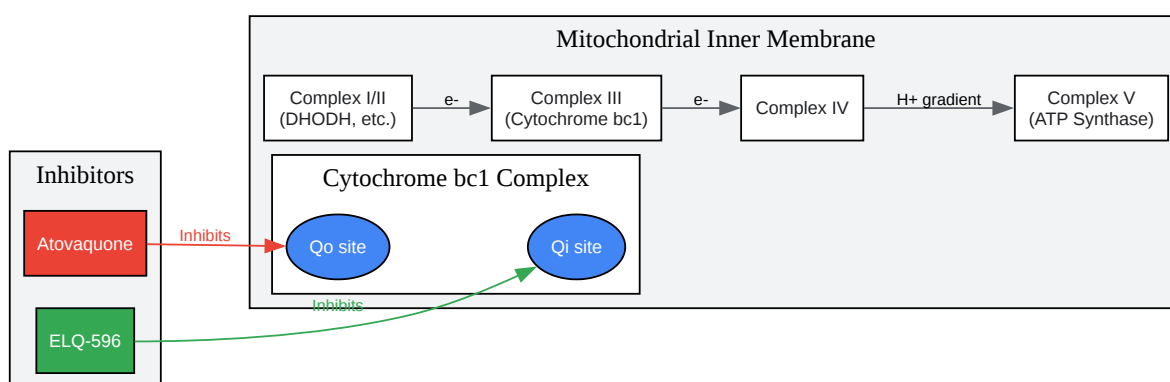 Mitochondrial Inner Membrane
Complex I/II
(DHODH, etc.)
e-
Complex III
(Cytochrome bc1)
e-
Complex IV
H+ gradient
Complex V
(ATP Synthase)
Cytochrome bc1 Complex
Qo site
Qi site
Inhibitors
Atovaquone
Inhibits
ELQ-596
Inhibits